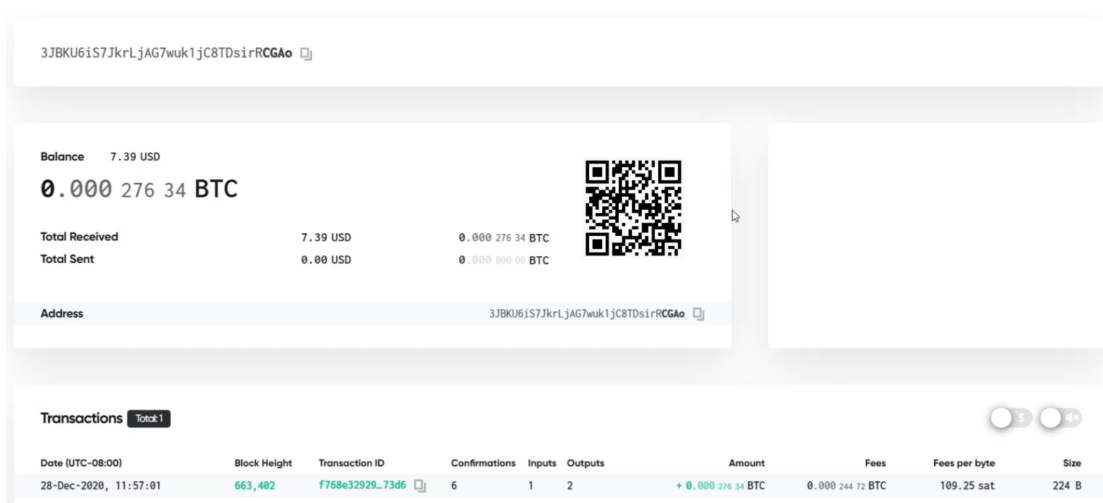 3JBKU6iS7JkrLjAG7wuk1jC8TDsirRCGAo
Balance 7.39 USD
0.000 276 34 BTC
Total Received 7.39 USD 0.000 276 34 BTC
Total Sent 0.00 USD 0.000 000 00 BTC
Address 3JBKU6iS7JkrLjAG7wuk1jC8TDsirRCGAo
Transactions Total: 1
$
Date (UTC-08:00) Block Height Transaction ID Confirmations Inputs Outputs Amount Fees Fees per byte Size
28-Dec-2020, 11:57:01 663,402 f768e32929…73d6 6 1 2 + 0.000 276 34 BTC 0.000 244 72 BTC 109.25 sat 224 B